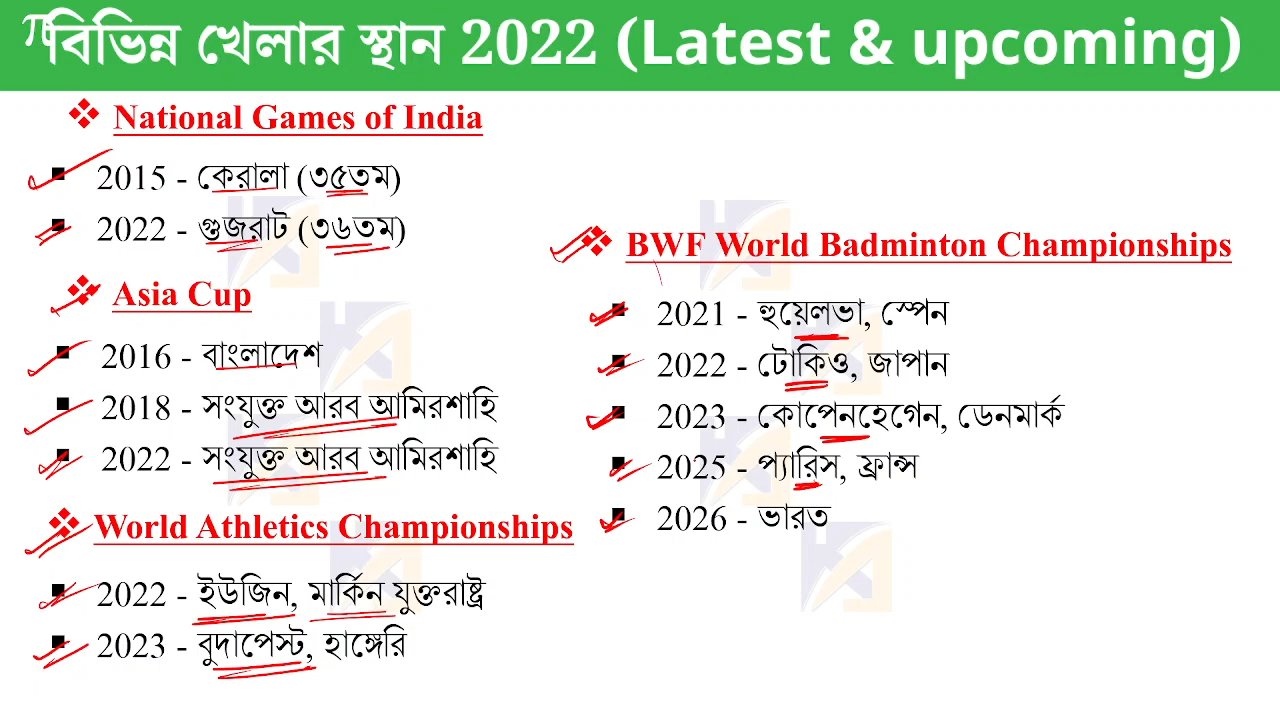 π
বিভিন্ন খেলার স্থান 2022 (Latest & upcoming)
❖ National Games of India
▪ 2015 - কেরালা (৩৫তম)
▪ 2022 - গুজরাট (৩৬তম)
❖ Asia Cup
▪ 2016 - বাংলাদেশ
▪ 2018 - সংযুক্ত আরব আমিরশাহি
▪ 2022 - সংযুক্ত আরব আমিরশাহি
❖ World Athletics Championships
▪ 2022 - ইউজিন, মার্কিন যুক্তরাষ্ট্র
▪ 2023 - বুদাপেস্ট, হাঙ্গেরি
❖ BWF World Badminton Championships
▪ 2021 - হুয়েলভা, স্পেন
▪ 2022 - টোকিও, জাপান
▪ 2023 - কোপেনহেগেন, ডেনমার্ক
▪ 2025 - প্যারিস, ফ্রান্স
▪ 2026 - ভারত